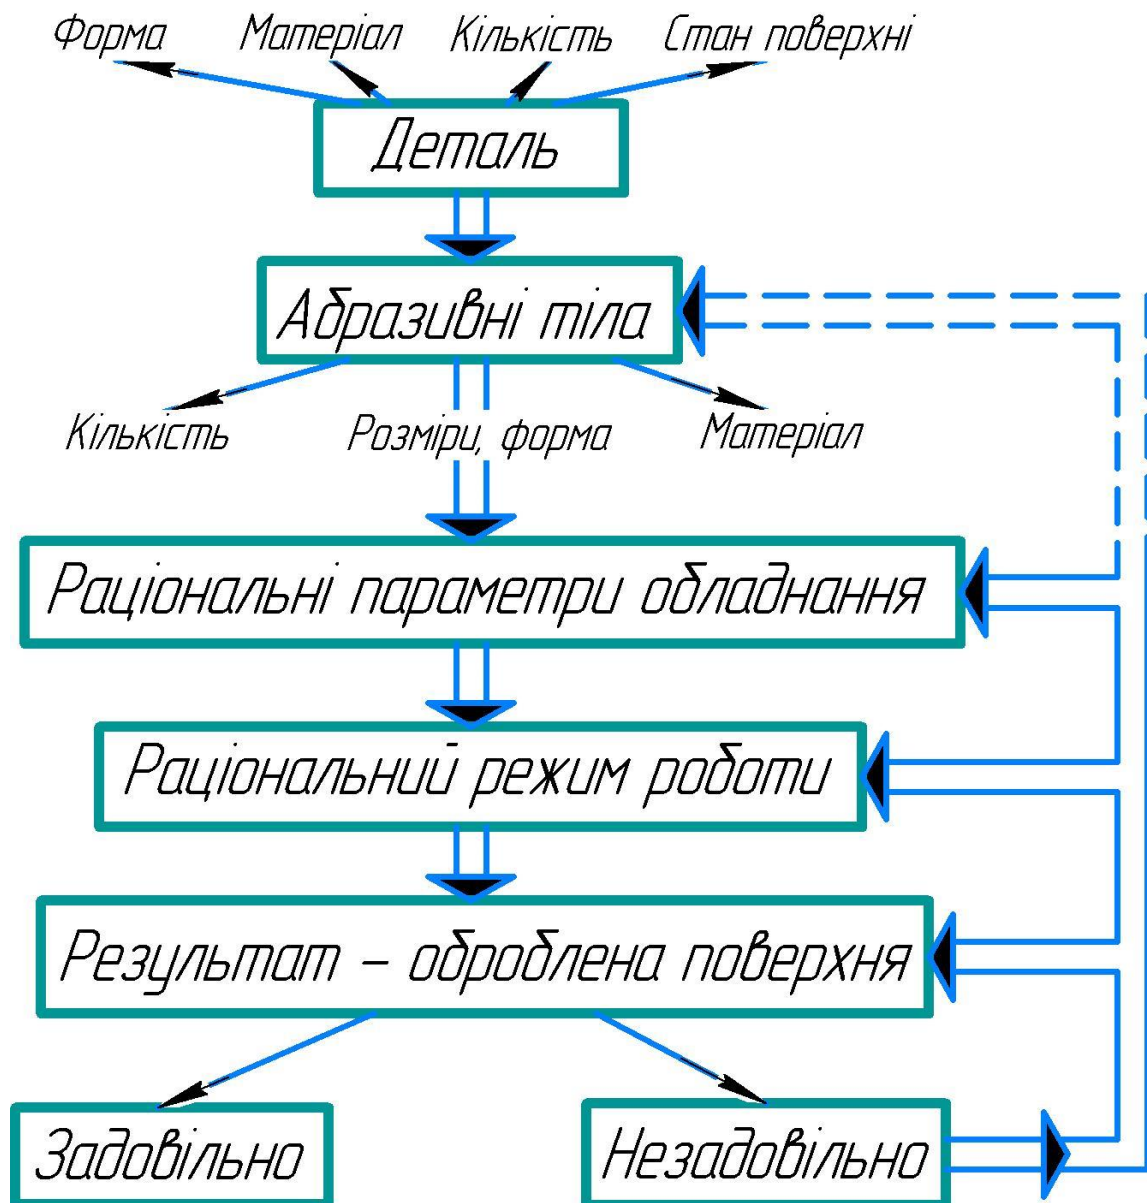 Форма Матеріал Кількість Стан поверхні
Деталь
Абразивні тіла
Кількість Розміри, форма Матеріал
Раціональні параметри обладнання
Раціональний режим роботи
Результат – оброблена поверхня
Задовільно Незадовільно